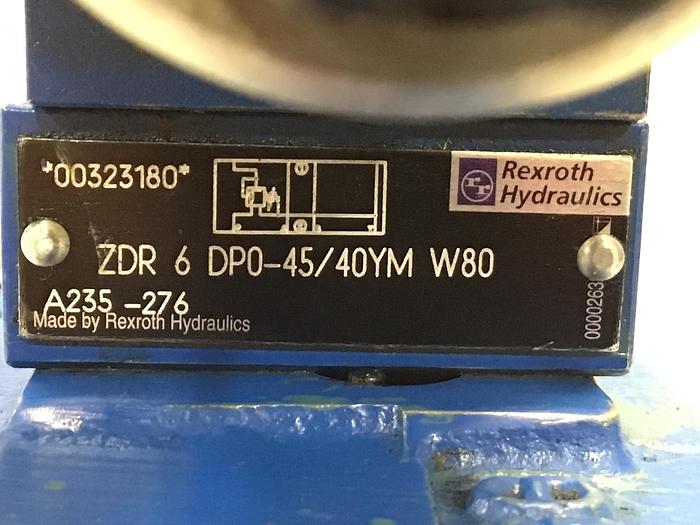 *00323180*
Rexroth
Hydraulics
ZDR 6 DP0-45/40YM W80
A235 -276
Made by Rexroth Hydraulics
0000263